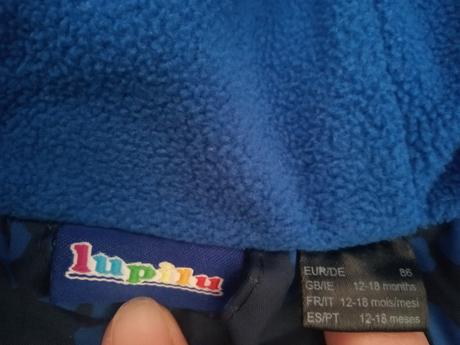 lupilu
EUR/DE 86
GB/IE 12-18 months
FR/IT 12-18 mois/mesi
ES/PT 12-18 meses